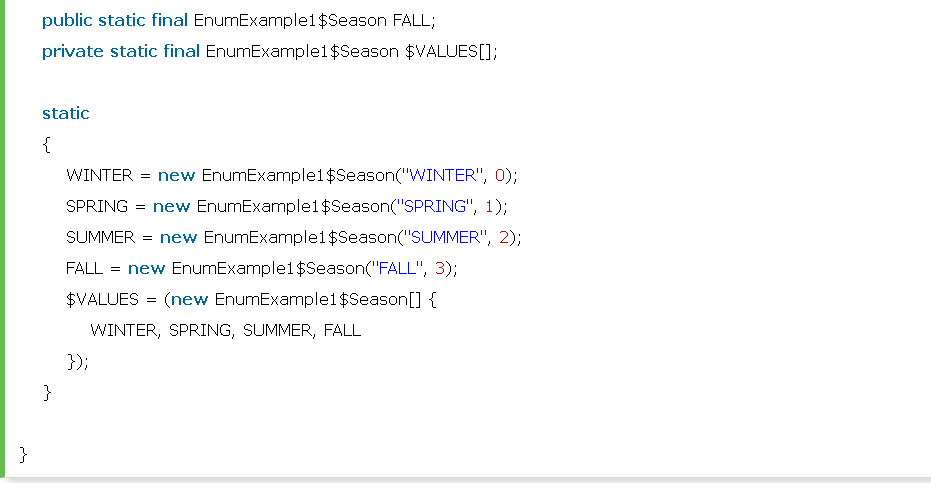 public static final EnumExample1$Season FALL;
private static final EnumExample1$Season $VALUES[];
static
{
WINTER = new EnumExample1$Season("WINTER", 0);
SPRING = new EnumExample1$Season("SPRING", 1);
SUMMER = new EnumExample1$Season("SUMMER", 2);
FALL = new EnumExample1$Season("FALL", 3);
$VALUES = (new EnumExample1$Season[] {
WINTER, SPRING, SUMMER, FALL
});
}
}